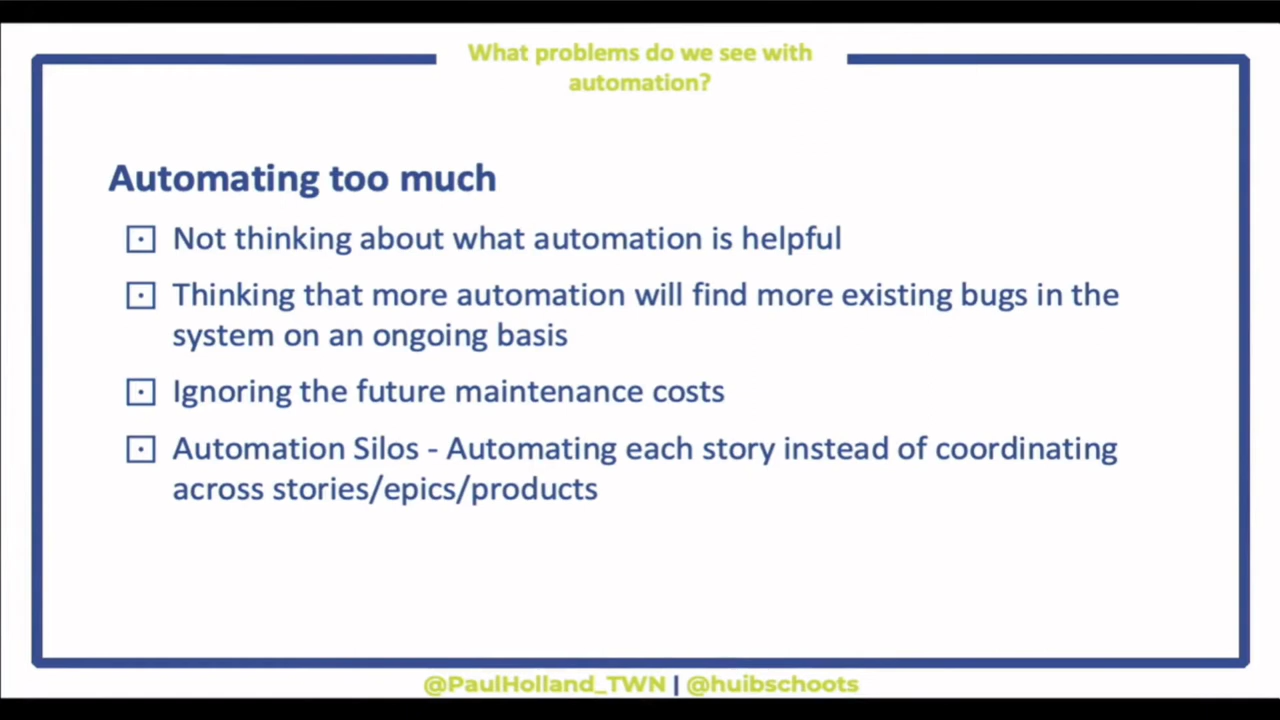 What problems do we see with
automation?
Automating too much
Not thinking about what automation is helpful
Thinking that more automation will find more existing bugs in the
system on an ongoing basis
Ignoring the future maintenance costs
Automation Silos - Automating each story instead of coordinating
across stories/epics/products
@PaulHolland_TWN | @huibschoots